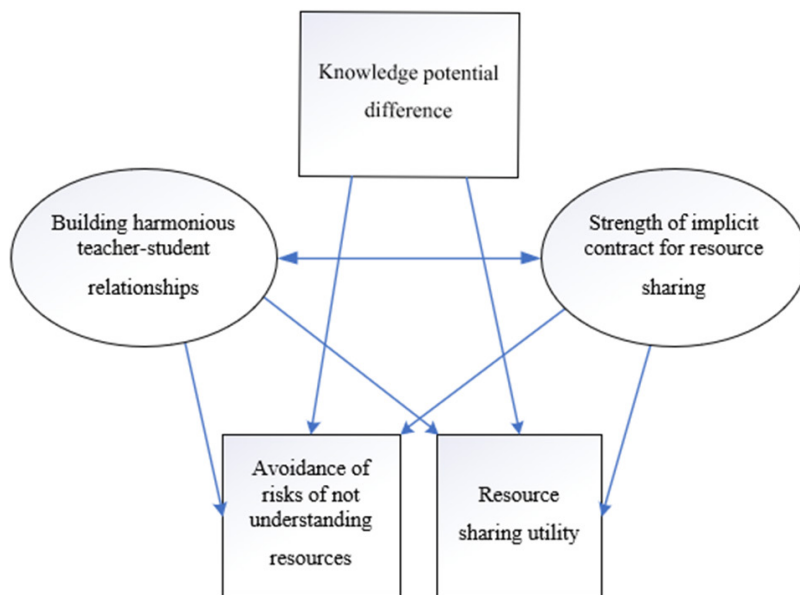 Knowledge potential
difference
Building harmonious
teacher-student
relationships
Strength of implicit
contract for resource
sharing
Avoidance of
risks of not
understanding
resources
Resource
sharing utility